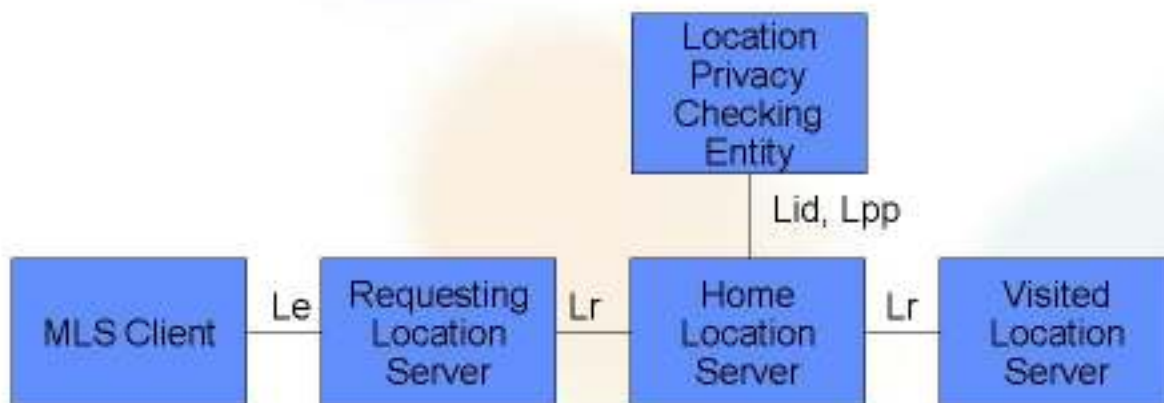 Location
Privacy
Checking
Entity
Lid, Lpp
MLS Client
Le
Requesting
Location
Server
Lr
Home
Location
Server
Lr
Visited
Location
Server